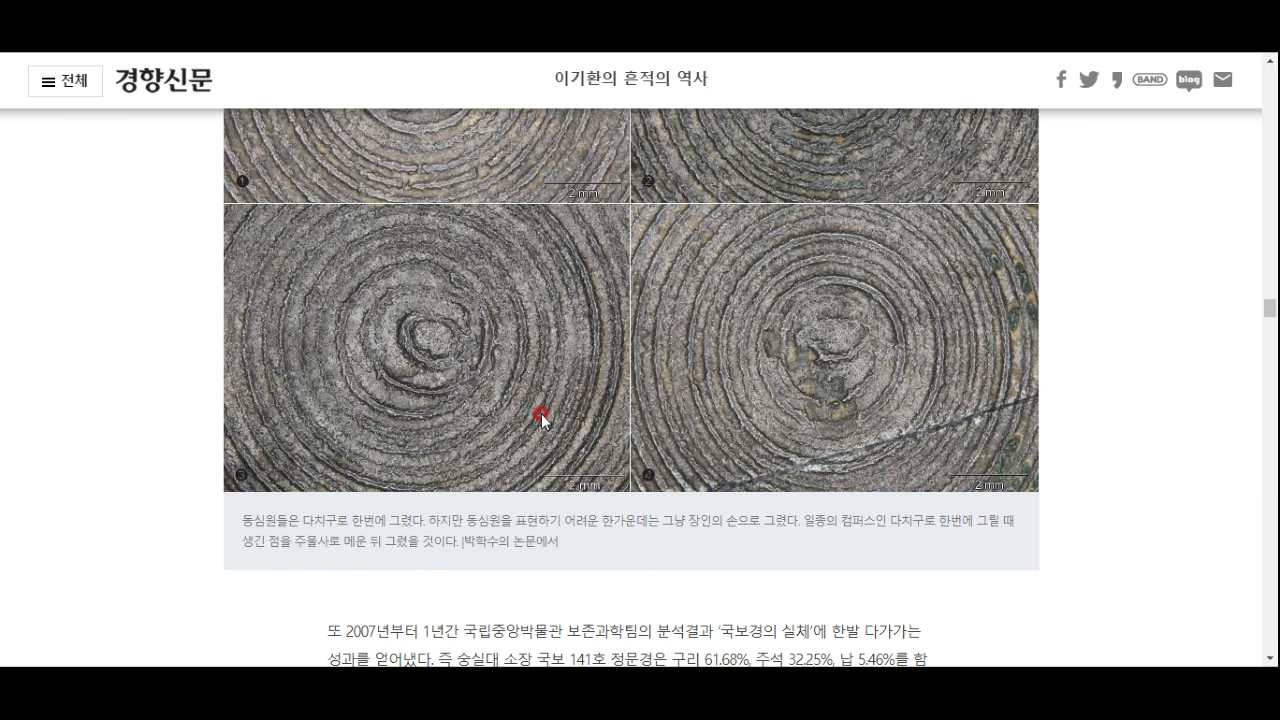 전체 경향신문 이기환의 흔적의 역사 BAND blog
1 2 mm 2 2 mm
3 2 mm 4 2 mm
동심원들은 다치구로 한번에 그렸다. 하지만 동심원을 표현하기 어려운 한가운데는 그냥 장인의 손으로 그렸다. 일종의 컴퍼스인 다치구로 한번에 그릴 때
생긴 점을 주물사로 메운 뒤 그렸을 것이다. |박학수의 논문에서
또 2007년부터 1년간 국립중앙박물관 보존과학팀의 분석결과 ‘국보경의 실체’에 한발 다가가는
성과를 얻어냈다. 즉 숭실대 소장 국보 141호 정문경은 구리 61.68%, 주석 32.25%, 납 5.46%를 함